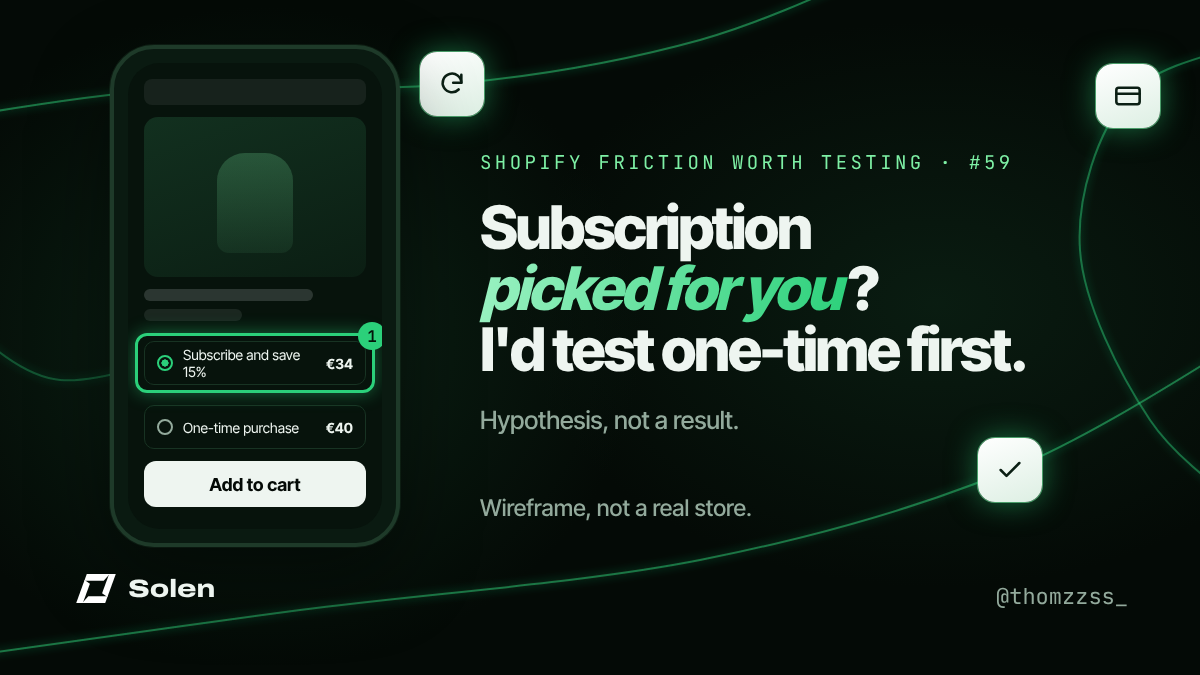 SHOPIFY FRICTION WORTH TESTING · #59
Subscription
picked for you?
I'd test one-time first.
Hypothesis, not a result.
Wireframe, not a real store.
1
Subscribe and save
15%
€34
One-time purchase
€40
Add to cart
Solen
@thomzzss_